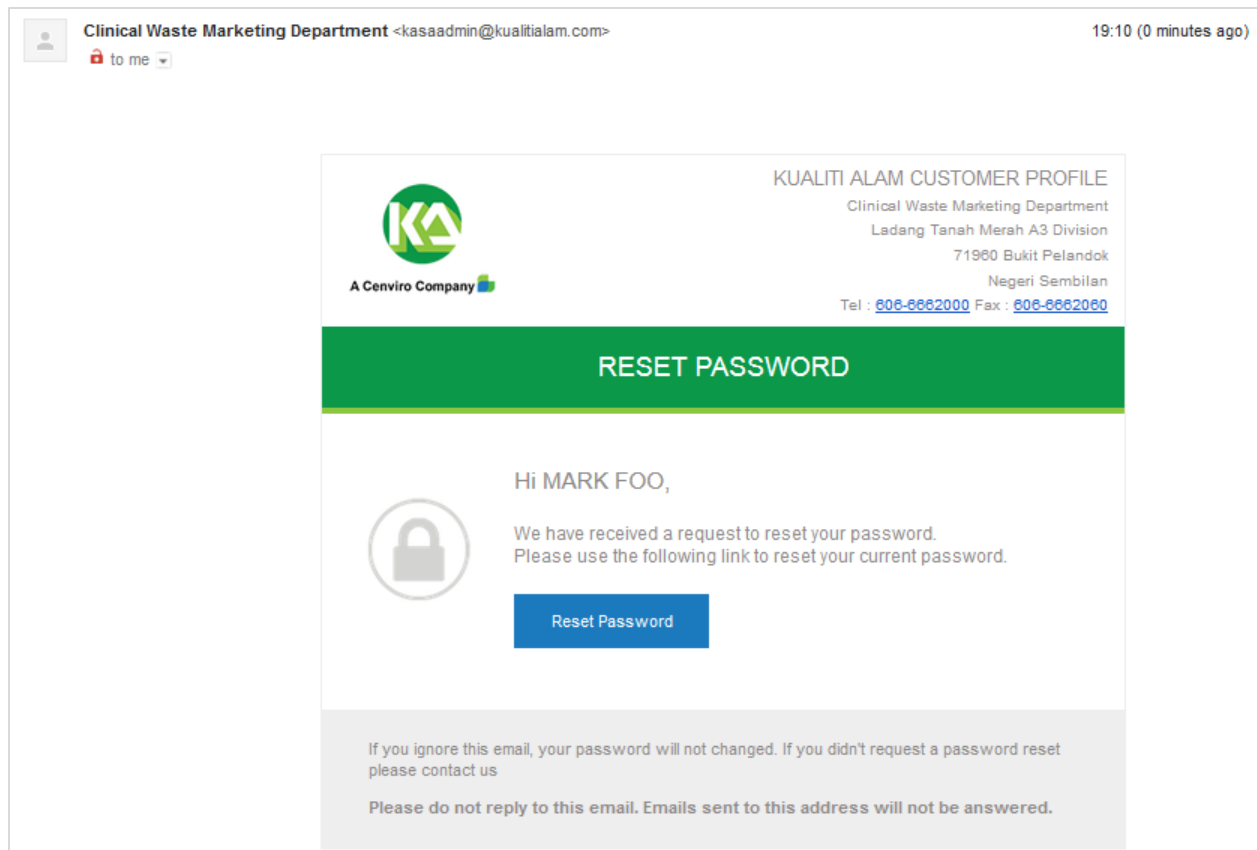 Clinical Waste Marketing Department <kasaadmin@kualitialam.com>
19:10 (0 minutes ago)
to me
KA
A Cenviro Company
KUALITI ALAM CUSTOMER PROFILE
Clinical Waste Marketing Department
Ladang Tanah Merah A3 Division
71960 Bukit Pelandok
Negeri Sembilan
Tel : 606-6662000 Fax : 606-6662060
RESET PASSWORD
Hi MARK FOO,
We have received a request to reset your password.
Please use the following link to reset your current password.
Reset Password
If you ignore this email, your password will not changed. If you didn't request a password reset
please contact us
Please do not reply to this email. Emails sent to this address will not be answered.